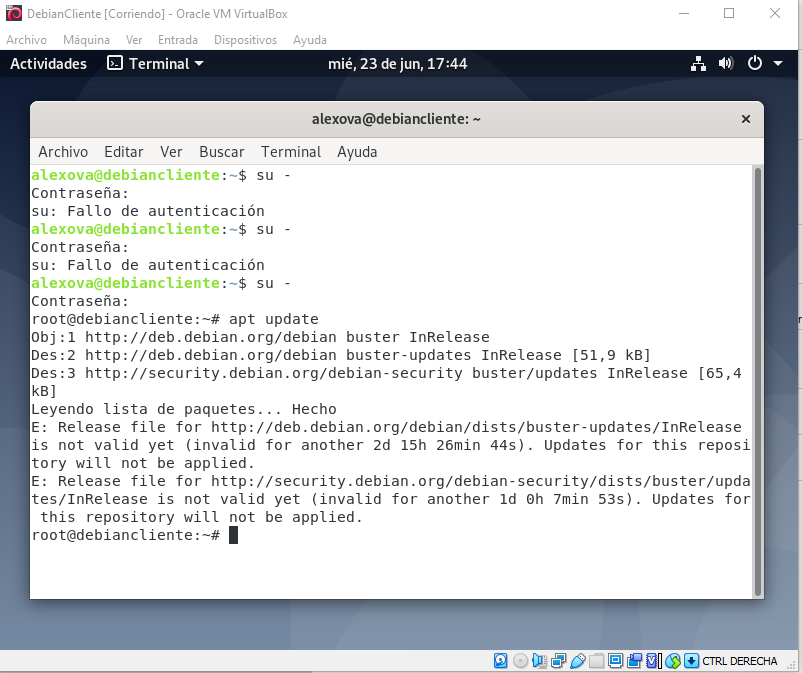 DebianCliente [Corriendo] - Oracle VM VirtualBox
Archivo Máquina Ver Entrada Dispositivos Ayuda
Actividades Terminal mié, 23 de jun, 17:44
alexova@debiancliente: ~
Archivo Editar Ver Buscar Terminal Ayuda
alexova@debiancliente:~$ su -
Contraseña:
su: Fallo de autenticación
alexova@debiancliente:~$ su -
Contraseña:
su: Fallo de autenticación
alexova@debiancliente:~$ su -
Contraseña:
root@debiancliente:~# apt update
Obj:1 http://deb.debian.org/debian buster InRelease
Des:2 http://deb.debian.org/debian buster-updates InRelease [51,9 kB]
Des:3 http://security.debian.org/debian-security buster/updates InRelease [65,4
kB]
Leyendo lista de paquetes... Hecho
E: Release file for http://deb.debian.org/debian/dists/buster-updates/InRelease
is not valid yet (invalid for another 2d 15h 26min 44s). Updates for this reposi
tory will not be applied.
E: Release file for http://security.debian.org/debian-security/dists/buster/upda
tes/InRelease is not valid yet (invalid for another 1d 0h 7min 53s). Updates for
this repository will not be applied.
root@debiancliente:~#
CTRL DERECHA